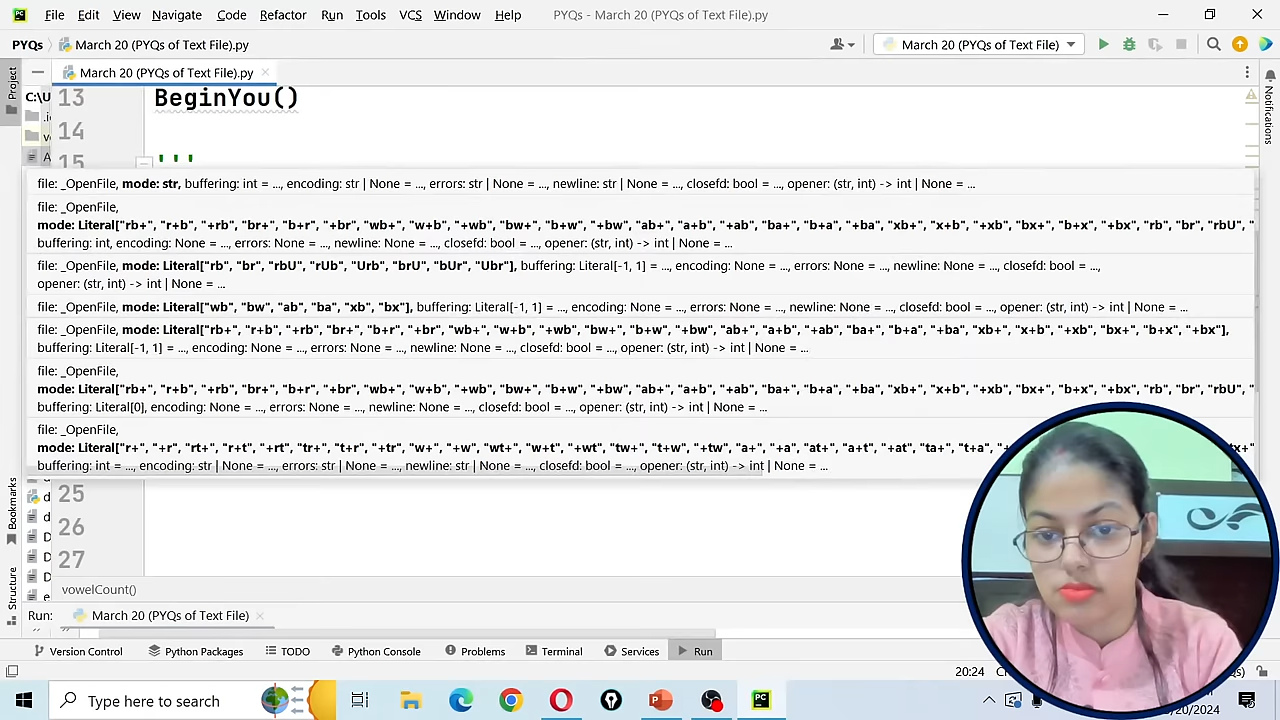 File Edit View Navigate Code Refactor Run Tools VCS Window Help PYQs - March 20 (PYQs of Text File).py
PYQs March 20 (PYQs of Text File).py March 20 (PYQs of Text File)
Project March 20 (PYQs of Text File).py
Notifications
C:\U
13 BeginYou()
14
15 '''
file: _OpenFile, mode: str, buffering: int = ..., encoding: str | None = ..., errors: str | None = ..., newline: str | None = ..., closefd: bool = ..., opener: (str, int) -> int | None = ...
file: _OpenFile,
mode: Literal["rb+", "r+b", "+rb", "br+", "b+r", "+br", "wb+", "w+b", "+wb", "bw+", "b+w", "+bw", "ab+", "a+b", "+ab", "ba+", "b+a", "+ba", "xb+", "x+b", "+xb", "bx+", "b+x", "+bx", "rb", "br", "rbU", "
buffering: int, encoding: None = ..., errors: None = ..., newline: None = ..., closefd: bool = ..., opener: (str, int) -> int | None = ...
file: _OpenFile, mode: Literal["rb", "br", "rbU", "rUb", "Urb", "brU", "bUr", "Ubr"], buffering: Literal[-1, 1] = ..., encoding: None = ..., errors: None = ..., newline: None = ..., closefd: bool = ...,
opener: (str, int) -> int | None = ...
file: _OpenFile, mode: Literal["wb", "bw", "ab", "ba", "xb", "bx"], buffering: Literal[-1, 1] = ..., encoding: None = ..., errors: None = ..., newline: None = ..., closefd: bool = ..., opener: (str, int) -> int | None = ...
file: _OpenFile, mode: Literal["rb+", "r+b", "+rb", "br+", "b+r", "+br", "wb+", "w+b", "+wb", "bw+", "b+w", "+bw", "ab+", "a+b", "+ab", "ba+", "b+a", "+ba", "xb+", "x+b", "+xb", "bx+", "b+x", "+bx"],
buffering: Literal[-1, 1] = ..., encoding: None = ..., errors: None = ..., newline: None = ..., closefd: bool = ..., opener: (str, int) -> int | None = ...
file: _OpenFile,
mode: Literal["rb+", "r+b", "+rb", "br+", "b+r", "+br", "wb+", "w+b", "+wb", "bw+", "b+w", "+bw", "ab+", "a+b", "+ab", "ba+", "b+a", "+ba", "xb+", "x+b", "+xb", "bx+", "b+x", "+bx", "rb", "br", "rbU", "
buffering: Literal[0], encoding: None = ..., errors: None = ..., newline: None = ..., closefd: bool = ..., opener: (str, int) -> int | None = ...
file: _OpenFile,
mode: Literal["r+", "+r", "rt+", "r+t", "+rt", "tr+", "t+r", "+tr", "w+", "+w", "wt+", "w+t", "+wt", "tw+", "t+w", "+tw", "a+", "+a", "at+", "a+t", "+at", "ta+", "t+a",
buffering: int = ..., encoding: str | None = ..., errors: str | None = ..., newline: str | None = ..., closefd: bool = ..., opener: (str, int) -> int | None = ...
Bookmarks
Structure
25
26
27
vowelCount()
Run: March 20 (PYQs of Text File)
Version Control Python Packages TODO Python Console Problems Terminal Services Run
20:24
Type here to search
/20/2024